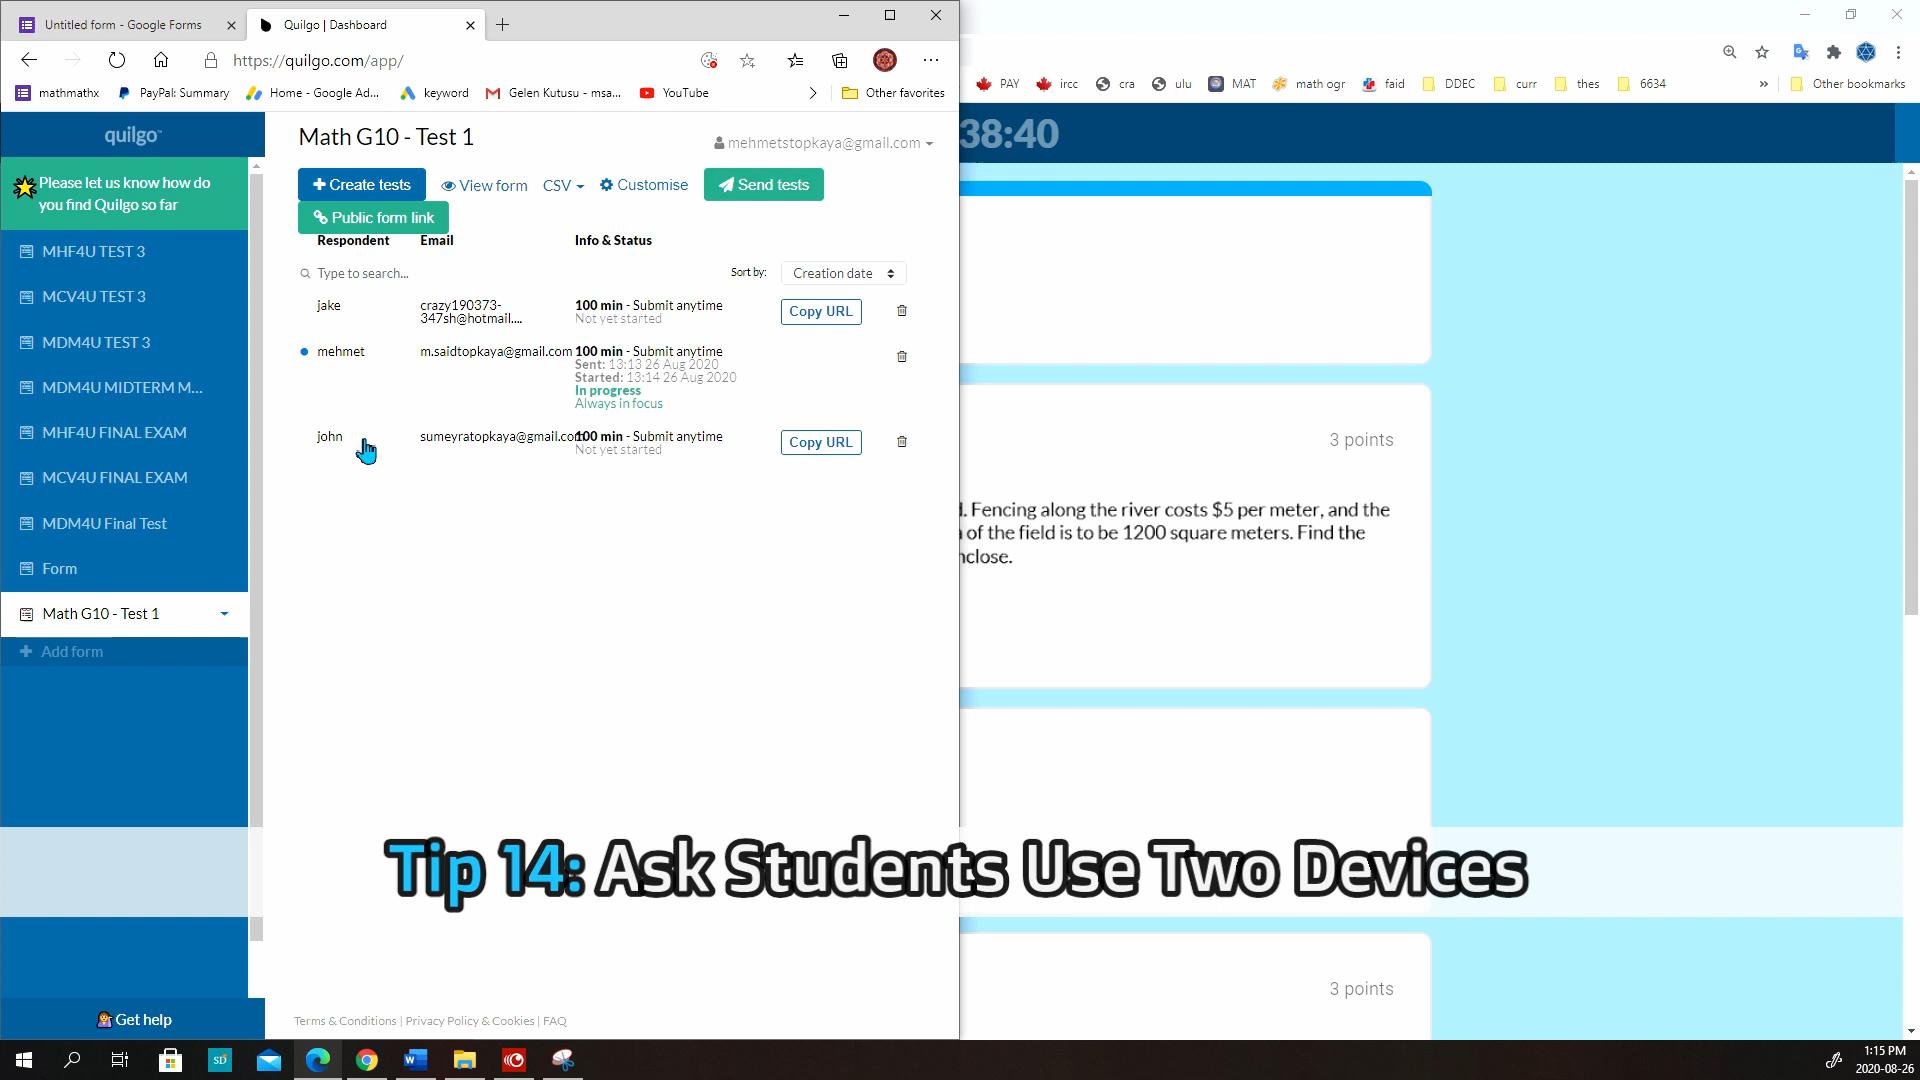 Untitled form - Google Forms
Quilgo | Dashboard
https://quilgo.com/app/
mathmathx
PayPal: Summary
Home - Google Ad...
keyword
Gelen Kutusu - msa...
YouTube
Other favorites
PAY
ircc
cra
ulu
MAT
math ogr
faid
DDEC
curr
thes
6634
»
Other bookmarks
quilgo
Please let us know how do
you find Quilgo so far
MHF4U TEST 3
MCV4U TEST 3
MDM4U TEST 3
MDM4U MIDTERM M...
MHF4U FINAL EXAM
MCV4U FINAL EXAM
MDM4U Final Test
Form
Math G10 - Test 1
Add form
Get help
Math G10 - Test 1
mehmetstopkaya@gmail.com
Create tests
View form
CSV
Customise
Send tests
Public form link
Respondent
Email
Info & Status
Type to search...
Sort by:
Creation date
jake
crazy190373-
347sh@hotmail....
100 min - Submit anytime
Not yet started
Copy URL
mehmet
m.saidtopkaya@gmail.com
100 min - Submit anytime
Sent: 13:13 26 Aug 2020
Started: 13:14 26 Aug 2020
In progress
Always in focus
john
sumeyratopkaya@gmail.com
100 min - Submit anytime
Not yet started
Copy URL
Terms & Conditions | Privacy Policy & Cookies | FAQ
38:40
3 points
. Fencing along the river costs $5 per meter, and the
of the field is to be 1200 square meters. Find the
nclose.
3 points
Tip 14: Ask Students Use Two Devices
SD
1:15 PM
2020-08-26